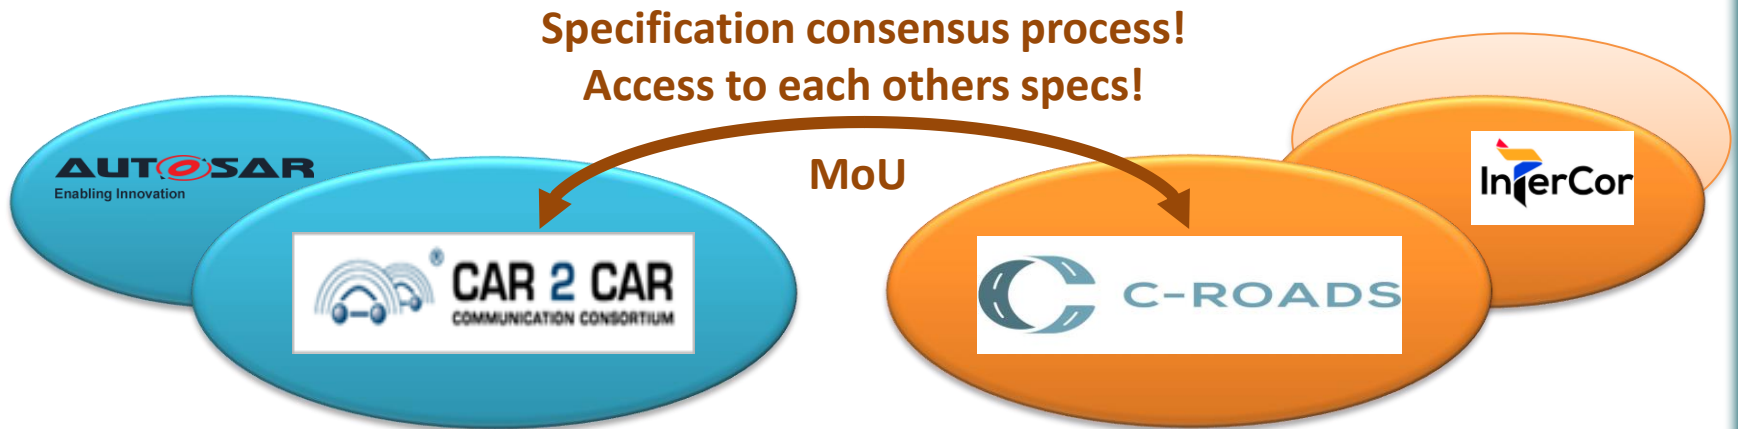 Specification consensus process!
Access to each others specs!
MoU
AUTOSAR
Enabling Innovation
CAR 2 CAR
COMMUNICATION CONSORTIUM
®
C-ROADS
InterCor